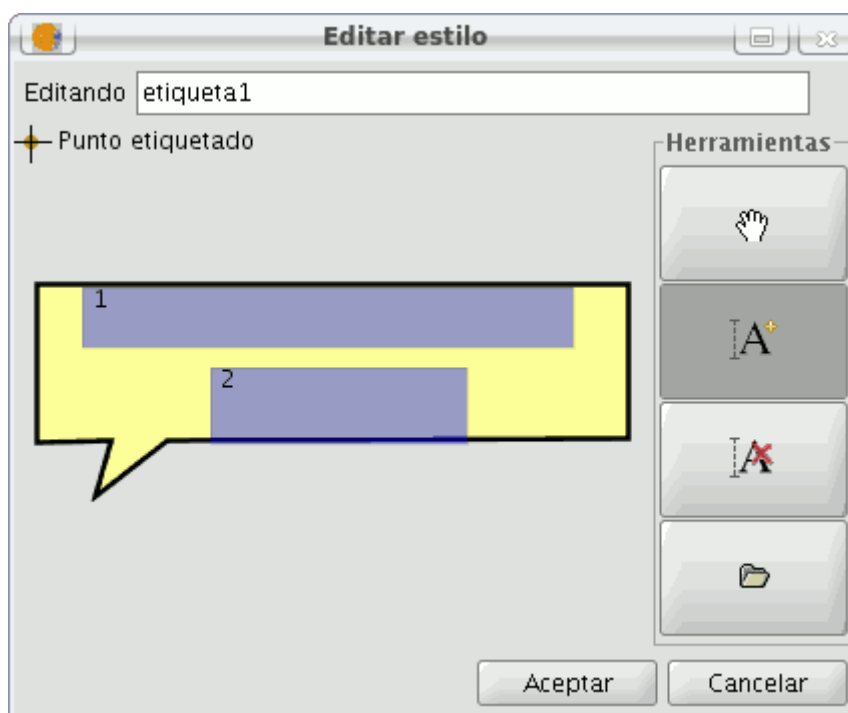 Editar estilo
Editando etiqueta1
Punto etiquetado
Herramientas
1
2
A
A
Aceptar
Cancelar